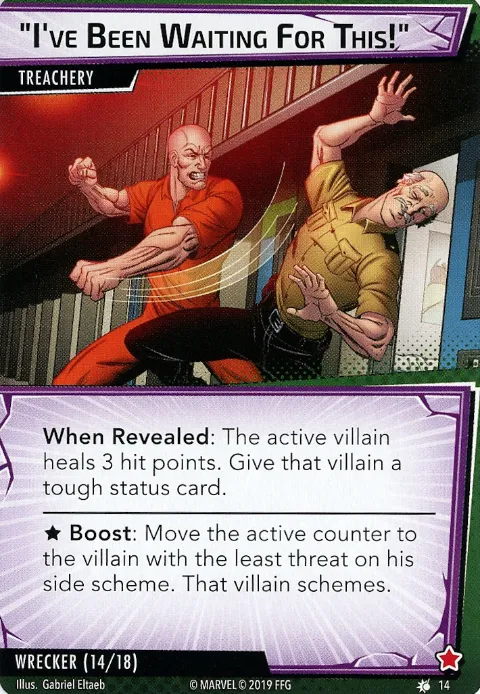 "I've Been Waiting For This!"
TREACHERY
When Revealed: The active villain
heals 3 hit points. Give that villain a
tough status card.
★ Boost: Move the active counter to
the villain with the least threat on his
side scheme. That villain schemes.
WRECKER (14/18)
Illus. Gabriel Eltaeb © MARVEL © 2019 FFG 14